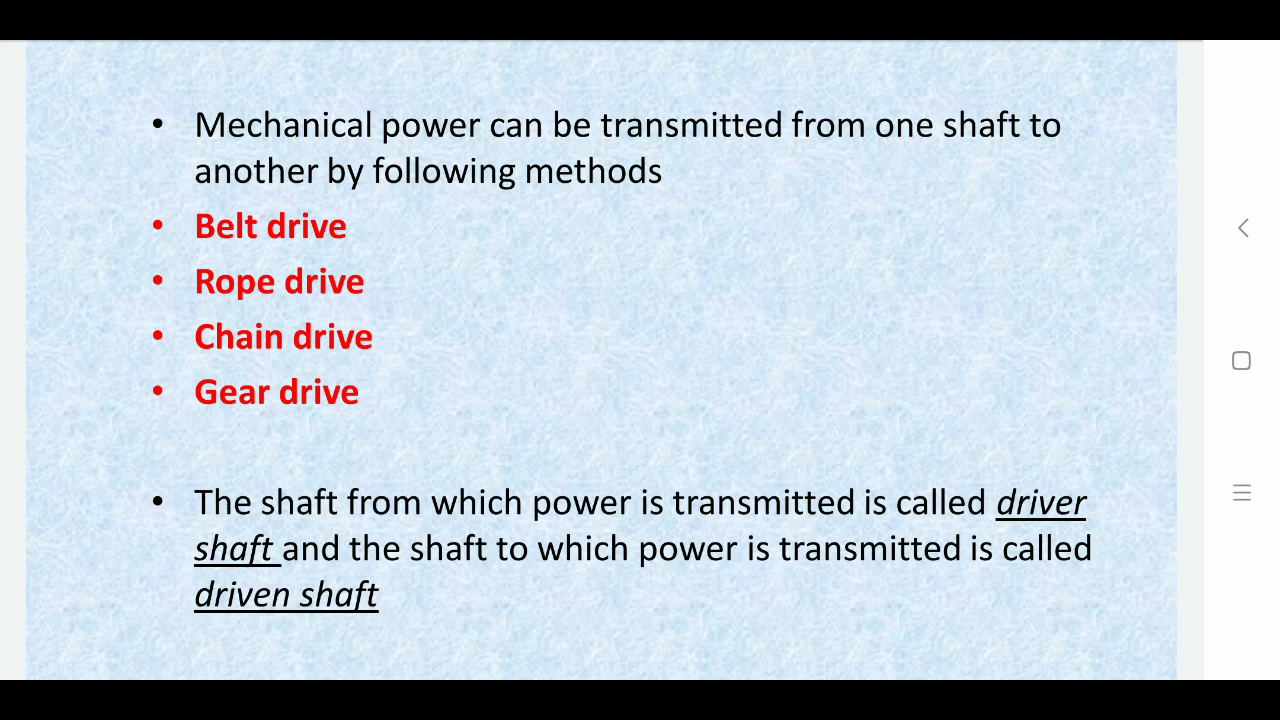 • Mechanical power can be transmitted from one shaft to
another by following methods
• Belt drive
• Rope drive
• Chain drive
• Gear drive
• The shaft from which power is transmitted is called driver
shaft and the shaft to which power is transmitted is called
driven shaft